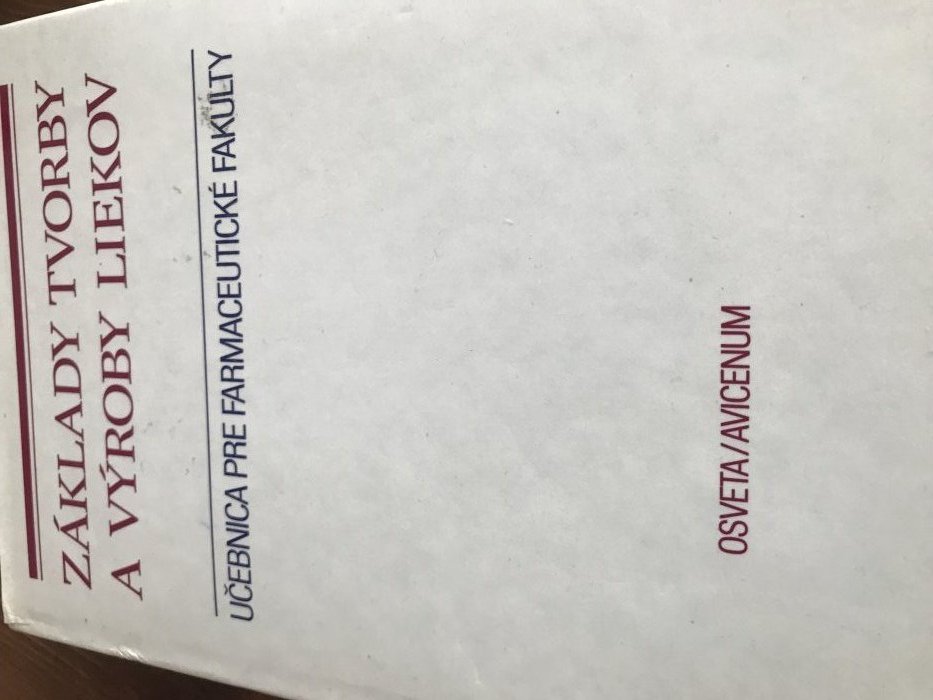 ZÁKLADY TVORBY
A VÝROBY LIEKOV
UČEBNICA PRE FARMACEUTICKÉ FAKULTY
OSVETA/AVICENUM